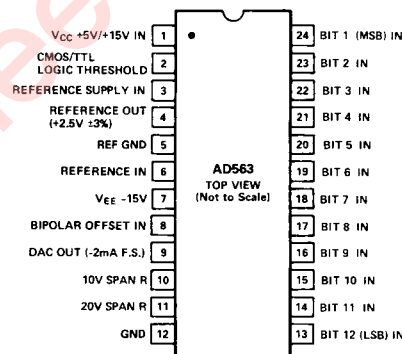 VCC +5V/+15V IN 1
CMOS/TTL
LOGIC THRESHOLD 2
REFERENCE SUPPLY IN 3
REFERENCE OUT
(+2.5V ±3%) 4
REF GND 5
REFERENCE IN 6
VEE -15V 7
BIPOLAR OFFSET IN 8
DAC OUT (-2mA F.S.) 9
10V SPAN R 10
20V SPAN R 11
GND 12
AD563
TOP VIEW
(Not to Scale)
24 BIT 1 (MSB) IN
23 BIT 2 IN
22 BIT 3 IN
21 BIT 4 IN
20 BIT 5 IN
19 BIT 6 IN
18 BIT 7 IN
17 BIT 8 IN
16 BIT 9 IN
15 BIT 10 IN
14 BIT 11 IN
13 BIT 12 (LSB) IN